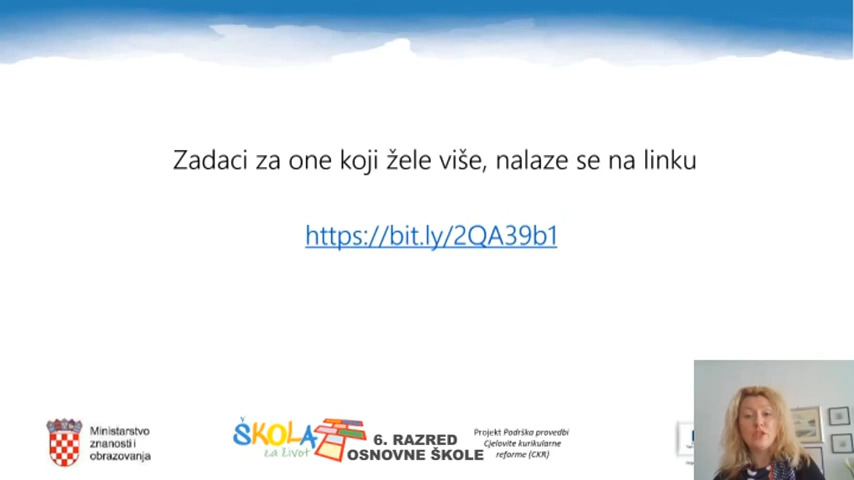 Zadaci za one koji žele više, nalaze se na linku
https://bit.ly/2QA39b1
Ministarstvo
znanosti i
obrazovanja
ŠKOLA
za život
6. RAZRED
OSNOVNE ŠKOLE
Projekt Podrška provedbi
Cjelovite kurikularne
reforme (CKR)